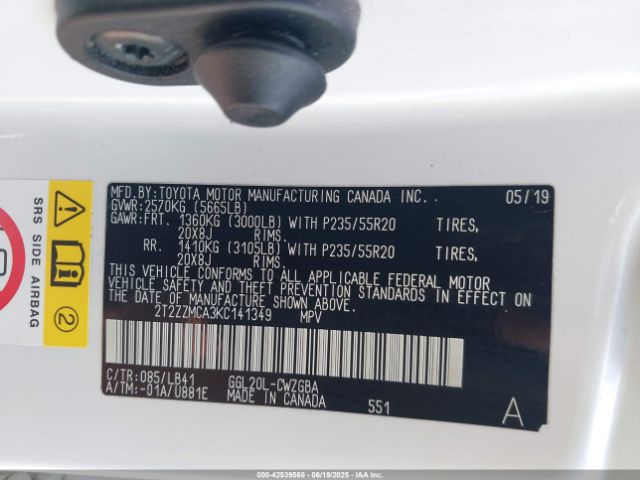 MFD.BY:TOYOTA MOTOR MANUFACTURING CANADA INC. 05/19
GVWR:2570KG (5665LB)
GAWR:FRT. 1360KG (3000LB) WITH P235/55R20 TIRES,
20X8J RIMS,
RR. 1410KG (3105LB) WITH P235/55R20 TIRES,
20X8J RIMS
THIS VEHICLE CONFORMS TO ALL APPLICABLE FEDERAL MOTOR
VEHICLE SAFETY AND THEFT PREVENTION STANDARDS IN EFFECT ON
THE DATE OF MANUFACTURE SHOWN ABOVE.
2T2ZZMCA3KC141349 MPV
C/TR:085/LB41 GGL20L-CWZGBA
A/TM:-01A/U881E MADE IN CANADA 551 A
SRS SIDE AIRBAG
2
000-42539568 - 06/19/2025 - IAA